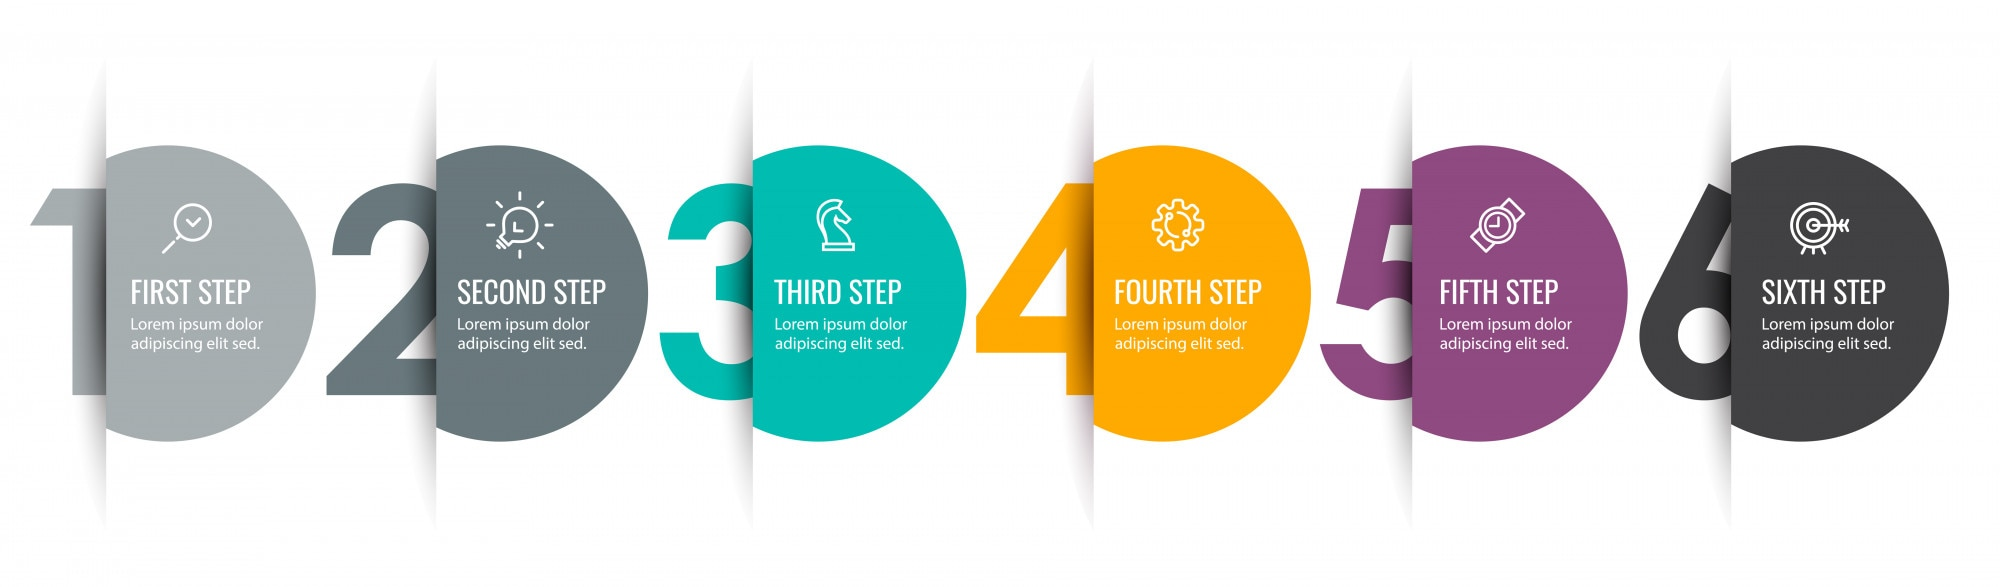 1
FIRST STEP
Lorem ipsum dolor
adipiscing elit sed.
2
SECOND STEP
Lorem ipsum dolor
adipiscing elit sed.
3
THIRD STEP
Lorem ipsum dolor
adipiscing elit sed.
4
FOURTH STEP
Lorem ipsum dolor
adipiscing elit sed.
5
FIFTH STEP
Lorem ipsum dolor
adipiscing elit sed.
6
SIXTH STEP
Lorem ipsum dolor
adipiscing elit sed.